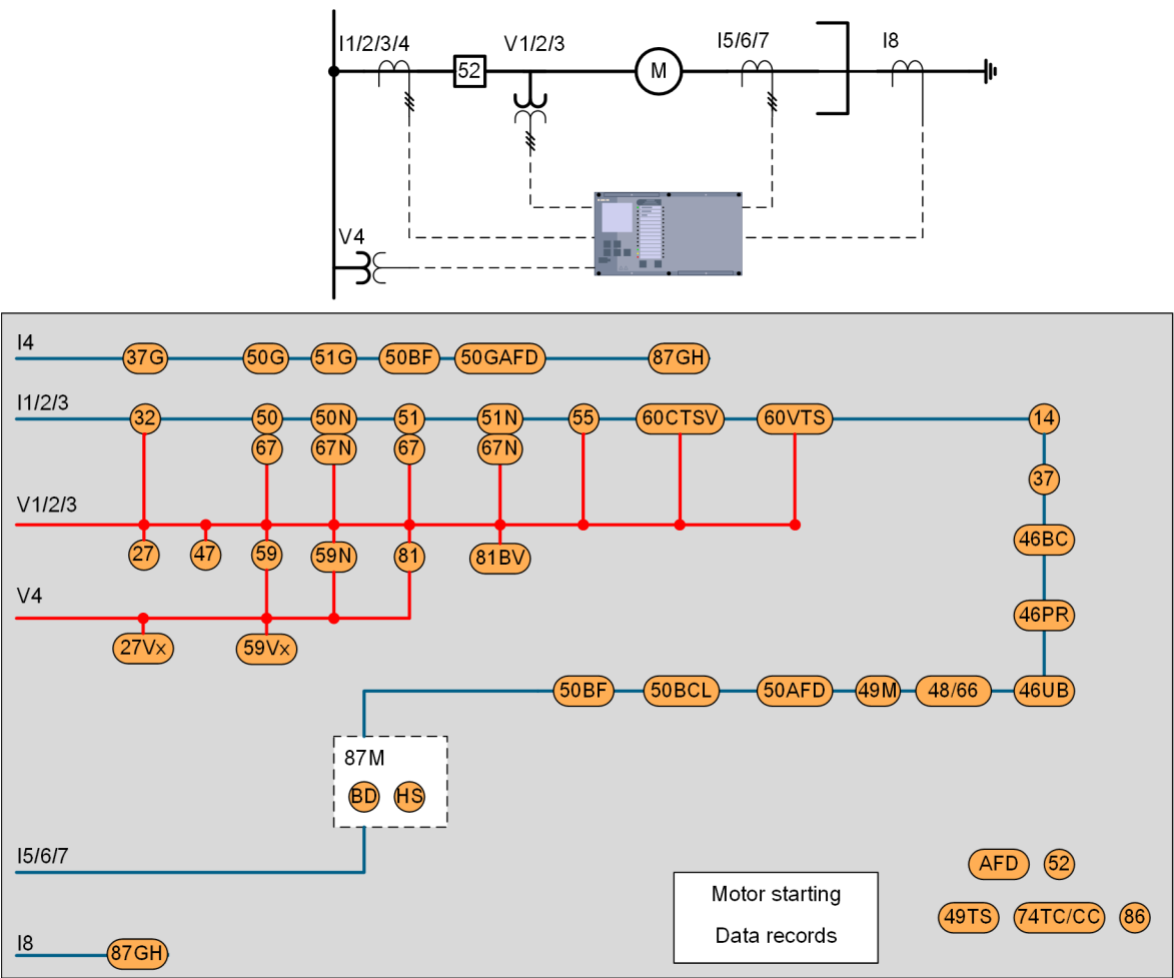 I1/2/3/4 V1/2/3 I5/6/7 I8
52 M
V4
I4
37G 50G 51G 50BF 50GAFD 87GH
I1/2/3
32 50 50N 51 51N 55 60CTSV 60VTS 14
67 67N 67 67N
37
V1/2/3
27 47 59 59N 81 81BV 46BC
V4
27Vx 59Vx
46PR
50BF 50BCL 50AFD 49M 48/66 46UB
87M
BD HS
I5/6/7
AFD 52
Motor starting
49TS 74TC/CC 86
Data records
I8
87GH